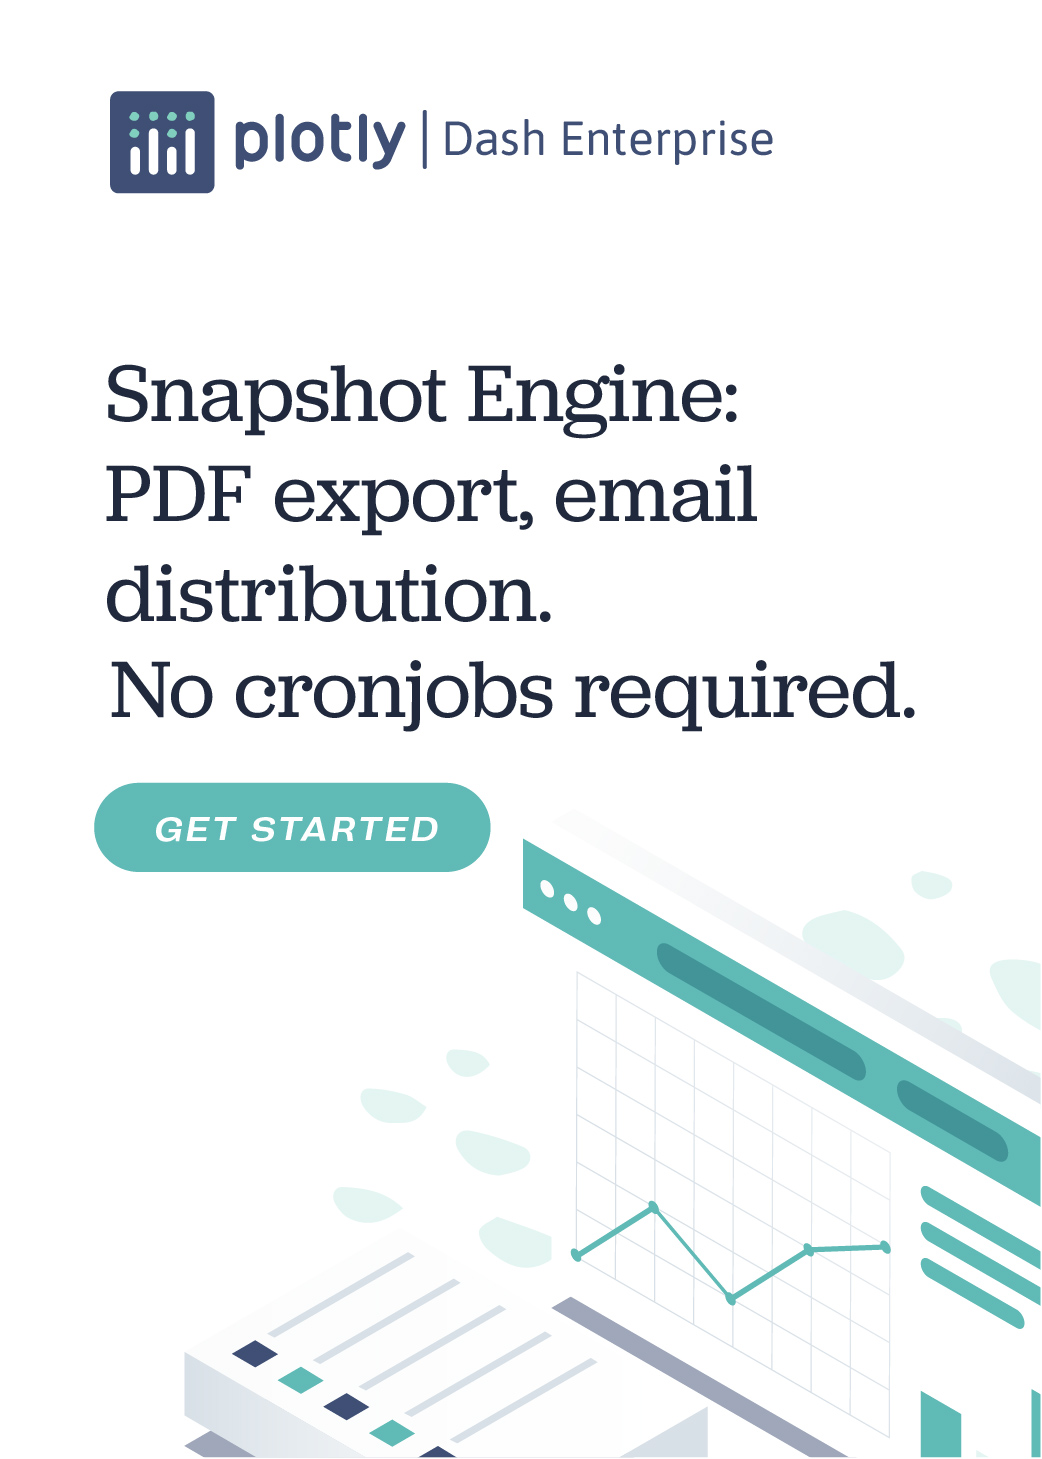 plotly | Dash Enterprise
Snapshot Engine:
PDF export, email
distribution.
No cronjobs required.
GET STARTED